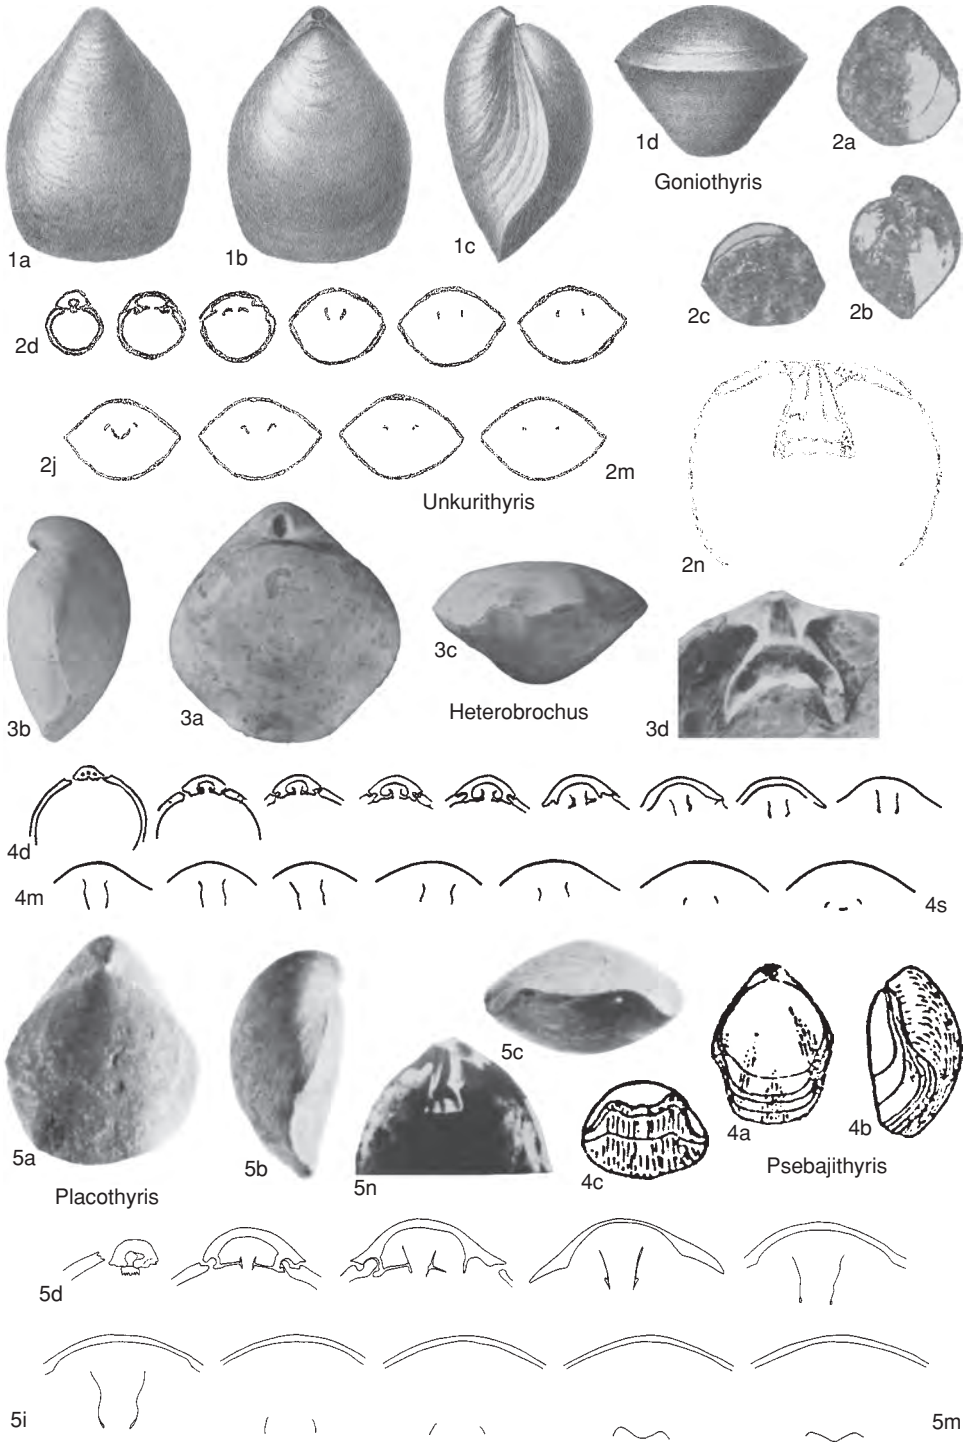 1a
1b
1c
1d
Goniothyris
2a
2b
2c
2d
2j
2m
Unkurithyris
2n
3b
3a
3c
Heterobrochus
3d
4d
4m
4s
5a
5b
5c
5n
4a
4b
4c
Psebajithyris
Placothyris
5d
5i
5m